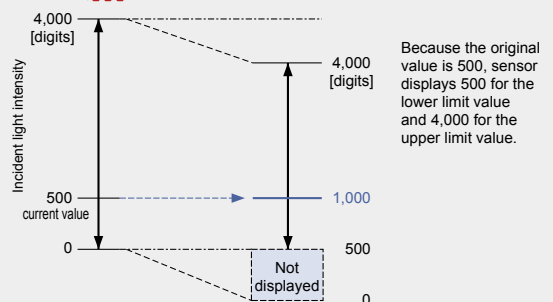 4,000
[digits]
Incident light intensity
500
current value
0
4,000
[digits]
1,000
500
Not
displayed
0
Because the original
value is 500, sensor
displays 500 for the
lower limit value
and 4,000 for the
upper limit value.